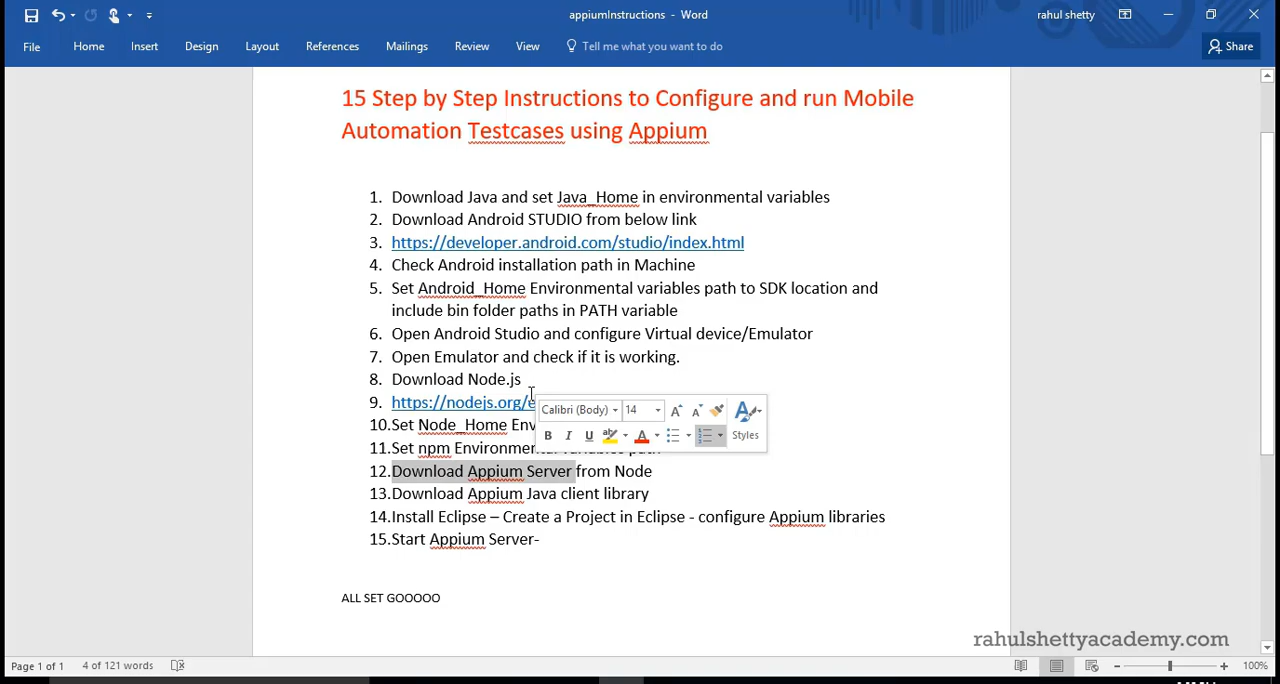 appiumInstructions - Word
rahul shetty
File
Home
Insert
Design
Layout
References
Mailings
Review
View
Tell me what you want to do
Share
15 Step by Step Instructions to Configure and run Mobile
Automation Testcases using Appium
1. Download Java and set Java_Home in environmental variables
2. Download Android STUDIO from below link
3. https://developer.android.com/studio/index.html
4. Check Android installation path in Machine
5. Set Android_Home Environmental variables path to SDK location and
include bin folder paths in PATH variable
6. Open Android Studio and configure Virtual device/Emulator
7. Open Emulator and check if it is working.
8. Download Node.js
9. https://nodejs.org/e
Calibri (Body)
14
10.Set Node_Home Env
Styles
11.Set npm
12.Download Appium Server from Node
13.Download Appium Java client library
14.Install Eclipse – Create a Project in Eclipse - configure Appium libraries
15.Start Appium Server-
ALL SET GOOOOO
rahulshettyacademy.com
Page 1 of 1
4 of 121 words
100%